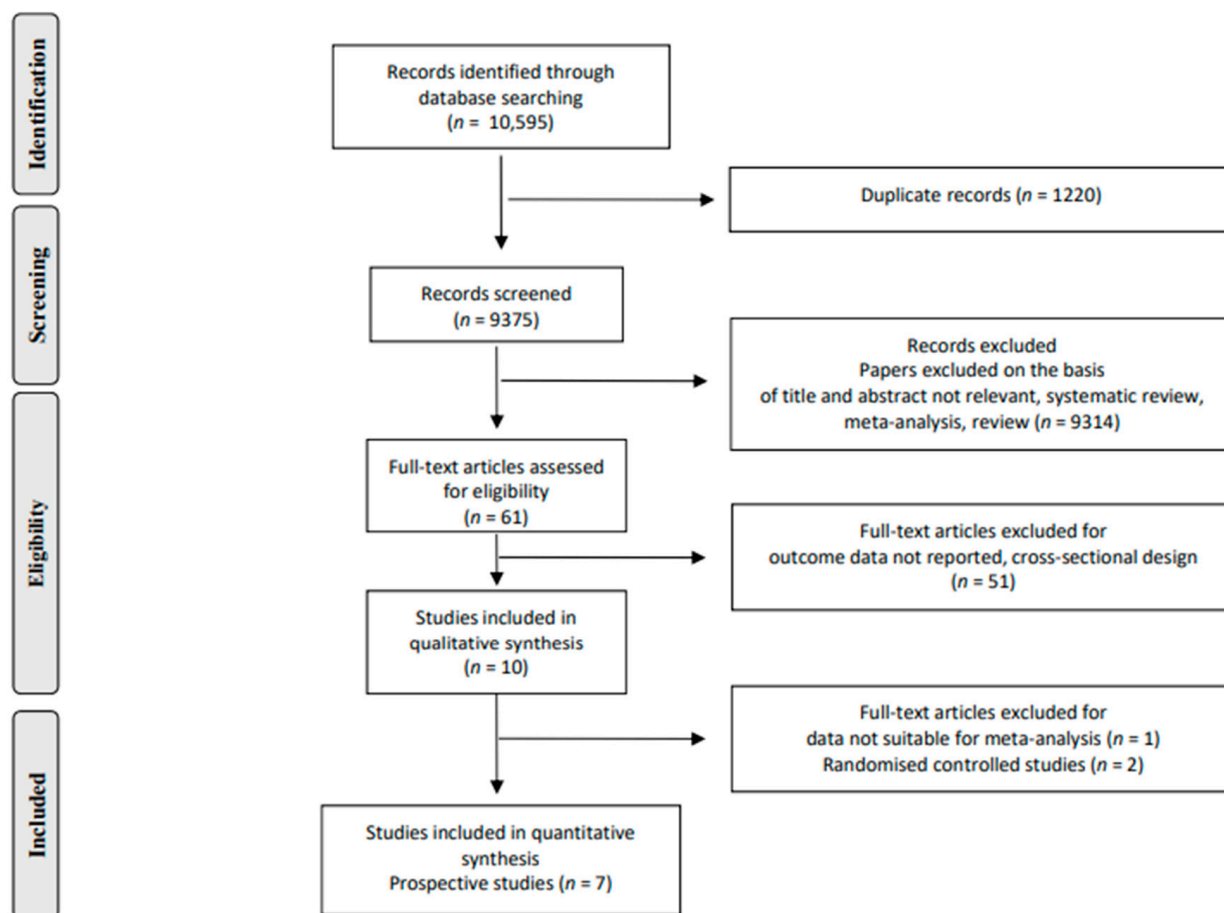 Identification
Records identified through
database searching
(n = 10,595)
Duplicate records (n = 1220)
Screening
Records screened
(n = 9375)
Records excluded
Papers excluded on the basis
of title and abstract not relevant, systematic review,
meta-analysis, review (n = 9314)
Eligibility
Full-text articles assessed
for eligibility
(n = 61)
Full-text articles excluded for
outcome data not reported, cross-sectional design
(n = 51)
Studies included in
qualitative synthesis
(n = 10)
Full-text articles excluded for
data not suitable for meta-analysis (n = 1)
Randomised controlled studies (n = 2)
Included
Studies included in quantitative
synthesis
Prospective studies (n = 7)